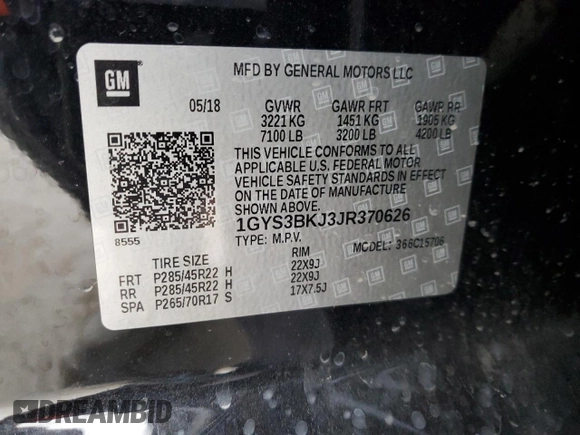 GM
MFD BY GENERAL MOTORS LLC
05/18 GVWR GAWR FRT GAWR RR
3221 KG 1451 KG 1905 KG
7100 LB 3200 LB 4200 LB
THIS VEHICLE CONFORMS TO ALL
APPLICABLE U.S. FEDERAL MOTOR
VEHICLE SAFETY STANDARDS IN EFFECT
ON THE DATE OF MANUFACTURE
SHOWN ABOVE.
8555
1GYS3BKJ3JR370626
TYPE: M.P.V. MODEL: 366C15706
TIRE SIZE RIM
FRT P285/45R22 H 22X9J
RR P285/45R22 H 22X9J
SPA P265/70R17 S 17X7.5J
DREAMBID